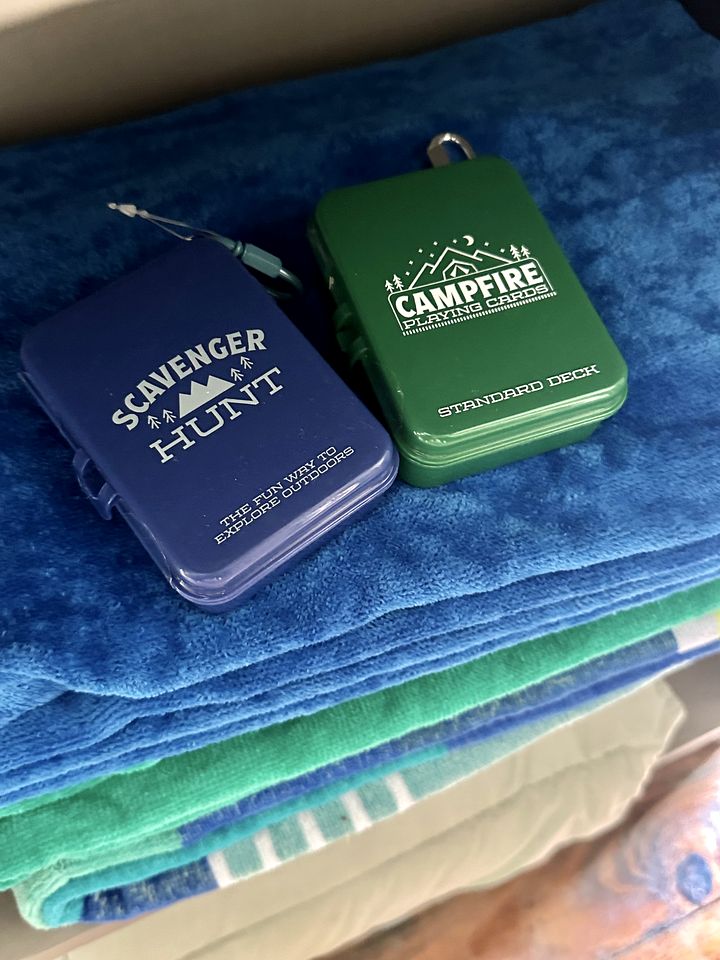 SCAVENGER
HUNT
THE FUN WAY TO
EXPLORE OUTDOORS
CAMPFIRE
PLAYING CARDS
STANDARD DECK